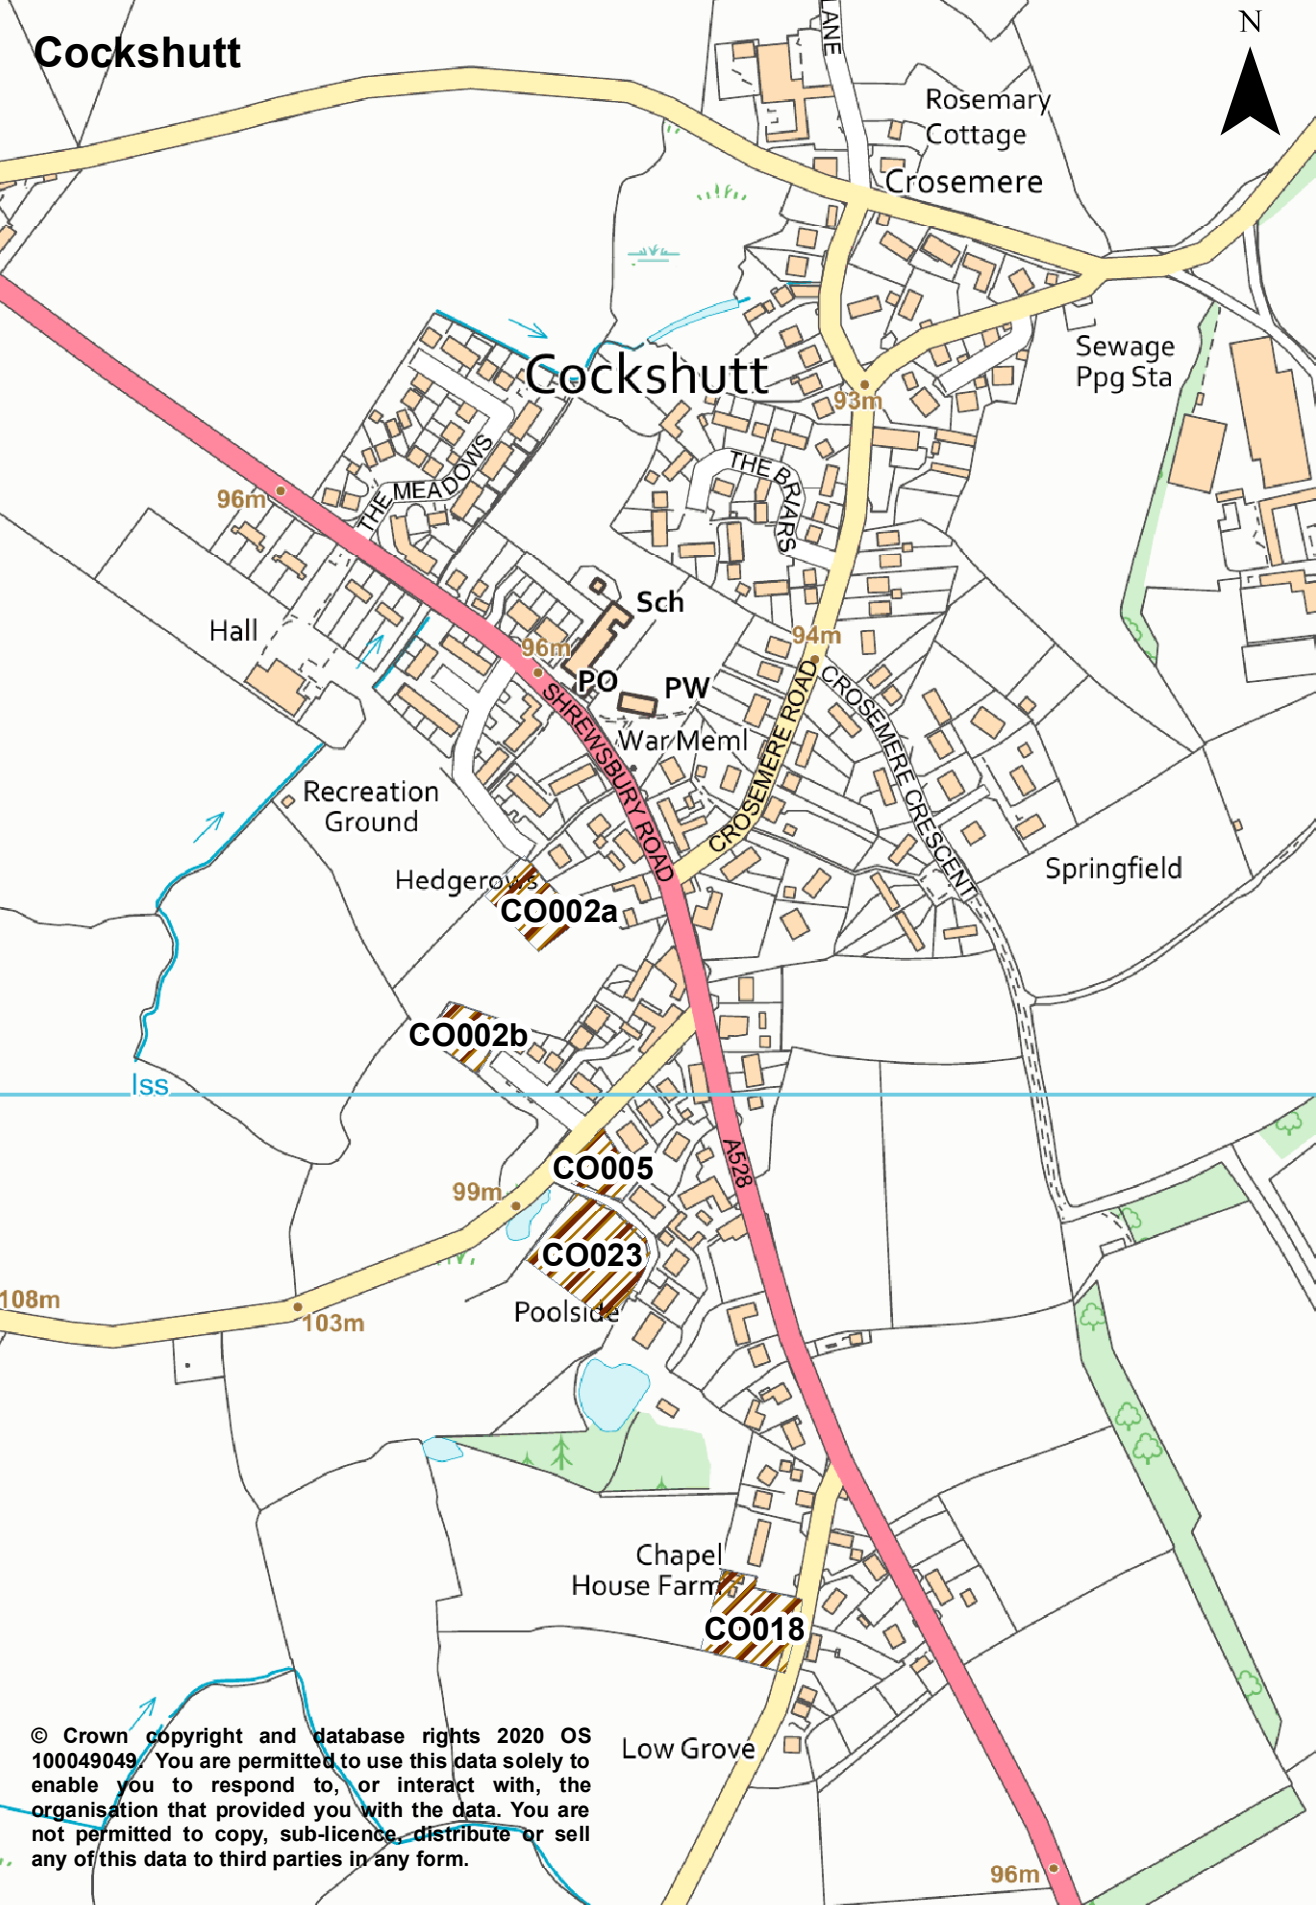 Cockshutt
N
LANE
Rosemary
Cottage
Crosemere
Sewage
Ppg Sta
Cockshutt
93m
THE BRIARS
THE MEADOWS
96m
Sch
Hall
96m
94m
PO
PW
SHREWSBURY ROAD
War Meml
CROSEMERE ROAD
CROSEMERE CRESCENT
Recreation
Ground
Springfield
Hedgerows
CO002a
CO002b
Iss
A528
CO005
99m
CO023
108m
103m
Poolside
Chapel
House Farm
CO018
Low Grove
© Crown copyright and database rights 2020 OS
100049049. You are permitted to use this data solely to
enable you to respond to, or interact with, the
organisation that provided you with the data. You are
not permitted to copy, sub-licence, distribute or sell
any of this data to third parties in any form.
96m